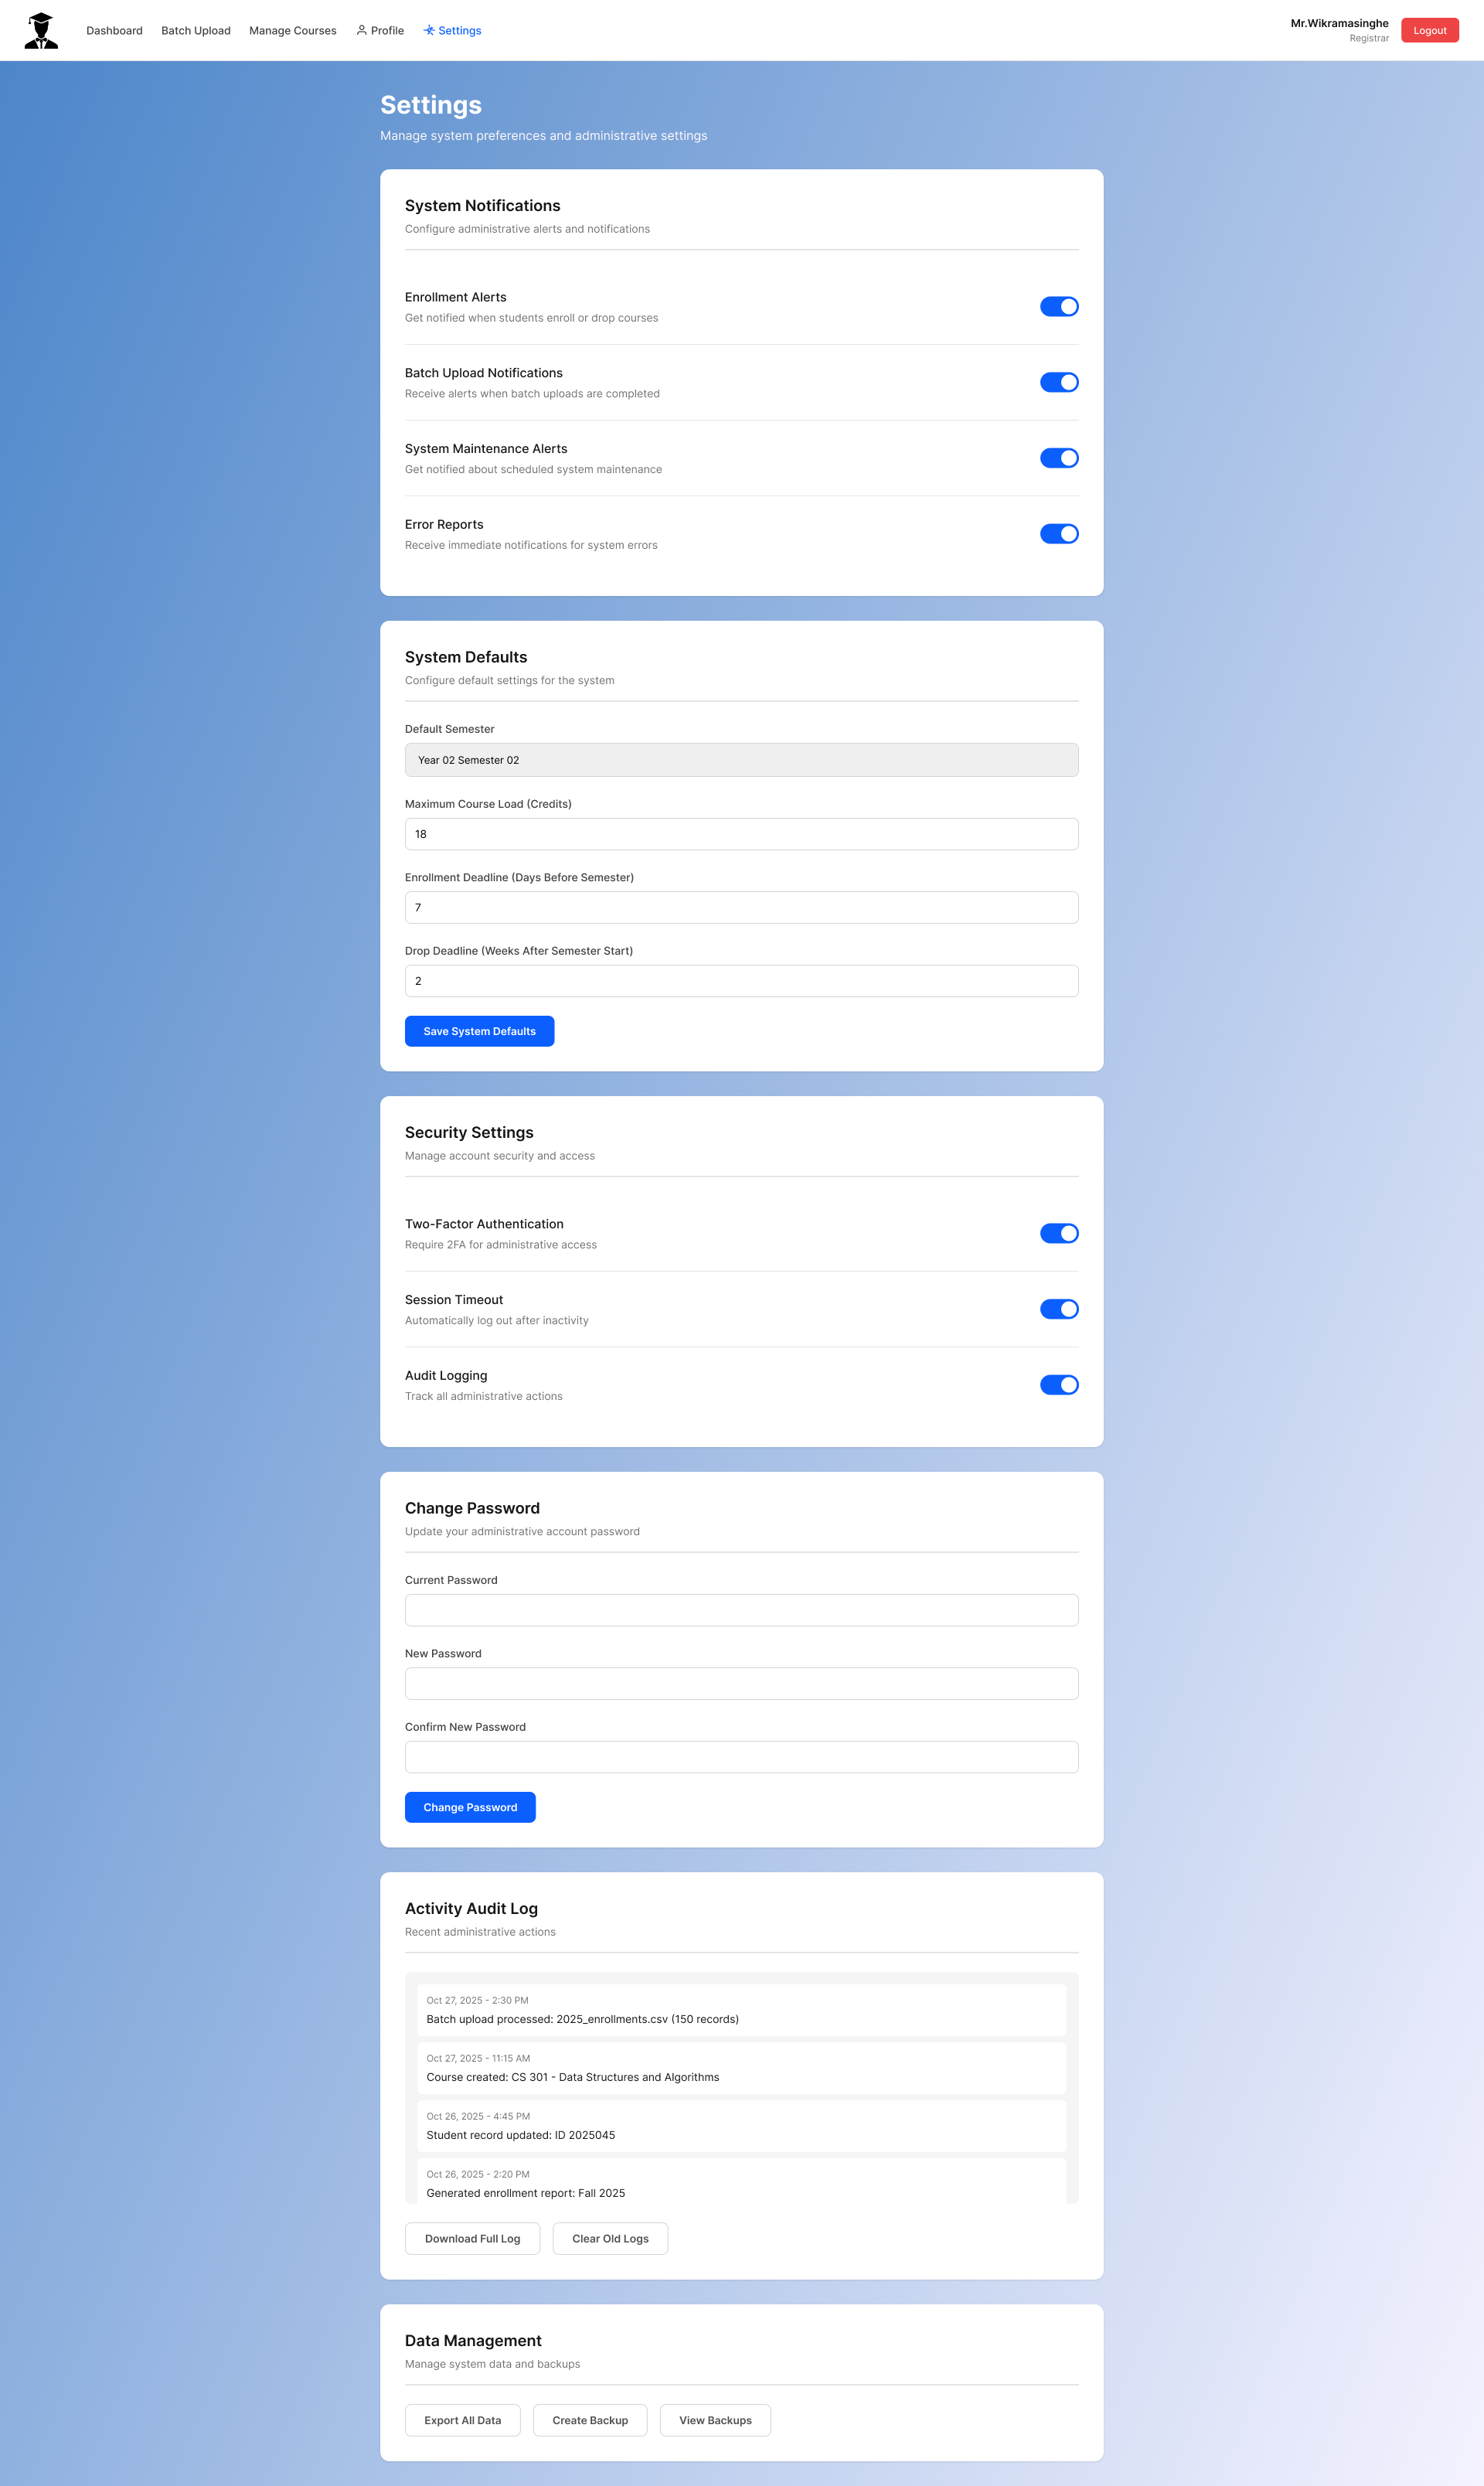 Dashboard Batch Upload Manage Courses Profile Settings
Mr.Wikramasinghe
Registrar
Logout
Settings
Manage system preferences and administrative settings
System Notifications
Configure administrative alerts and notifications
Enrollment Alerts
Get notified when students enroll or drop courses
Batch Upload Notifications
Receive alerts when batch uploads are completed
System Maintenance Alerts
Get notified about scheduled system maintenance
Error Reports
Receive immediate notifications for system errors
System Defaults
Configure default settings for the system
Default Semester
Year 02 Semester 02
Maximum Course Load (Credits)
18
Enrollment Deadline (Days Before Semester)
7
Drop Deadline (Weeks After Semester Start)
2
Save System Defaults
Security Settings
Manage account security and access
Two-Factor Authentication
Require 2FA for administrative access
Session Timeout
Automatically log out after inactivity
Audit Logging
Track all administrative actions
Change Password
Update your administrative account password
Current Password
New Password
Confirm New Password
Change Password
Activity Audit Log
Recent administrative actions
Oct 27, 2025 - 2:30 PM
Batch upload processed: 2025_enrollments.csv (150 records)
Oct 27, 2025 - 11:15 AM
Course created: CS 301 - Data Structures and Algorithms
Oct 26, 2025 - 4:45 PM
Student record updated: ID 2025045
Oct 26, 2025 - 2:20 PM
Generated enrollment report: Fall 2025
Download Full Log Clear Old Logs
Data Management
Manage system data and backups
Export All Data Create Backup View Backups